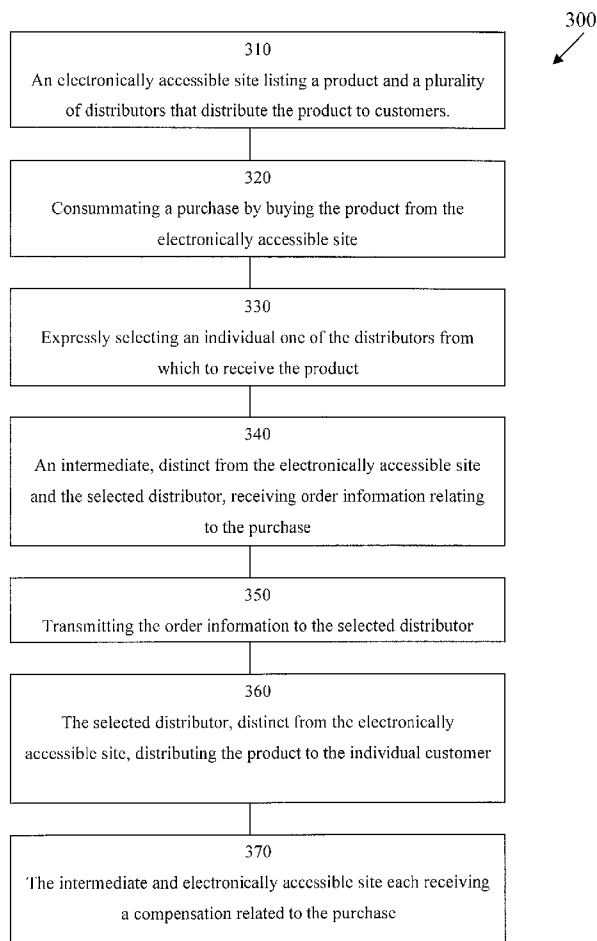 300
310
An electronically accessible site listing a product and a plurality
of distributors that distribute the product to customers.
320
Consummating a purchase by buying the product from the
electronically accessible site
330
Expressly selecting an individual one of the distributors from
which to receive the product
340
An intermediate, distinct from the electronically accessible site
and the selected distributor, receiving order information relating
to the purchase
350
Transmitting the order information to the selected distributor
360
The selected distributor, distinct from the electronically
accessible site, distributing the product to the individual customer
370
The intermediate and electronically accessible site each receiving
a compensation related to the purchase